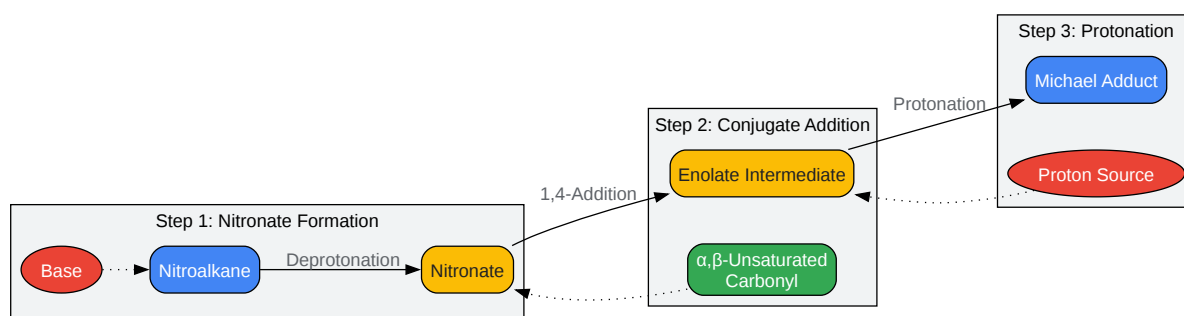 Step 1: Nitronate Formation
Base
Nitroalkane
Deprotonation
Nitronate
1,4-Addition
Step 2: Conjugate Addition
Enolate Intermediate
α,β-Unsaturated
Carbonyl
Protonation
Step 3: Protonation
Michael Adduct
Proton Source